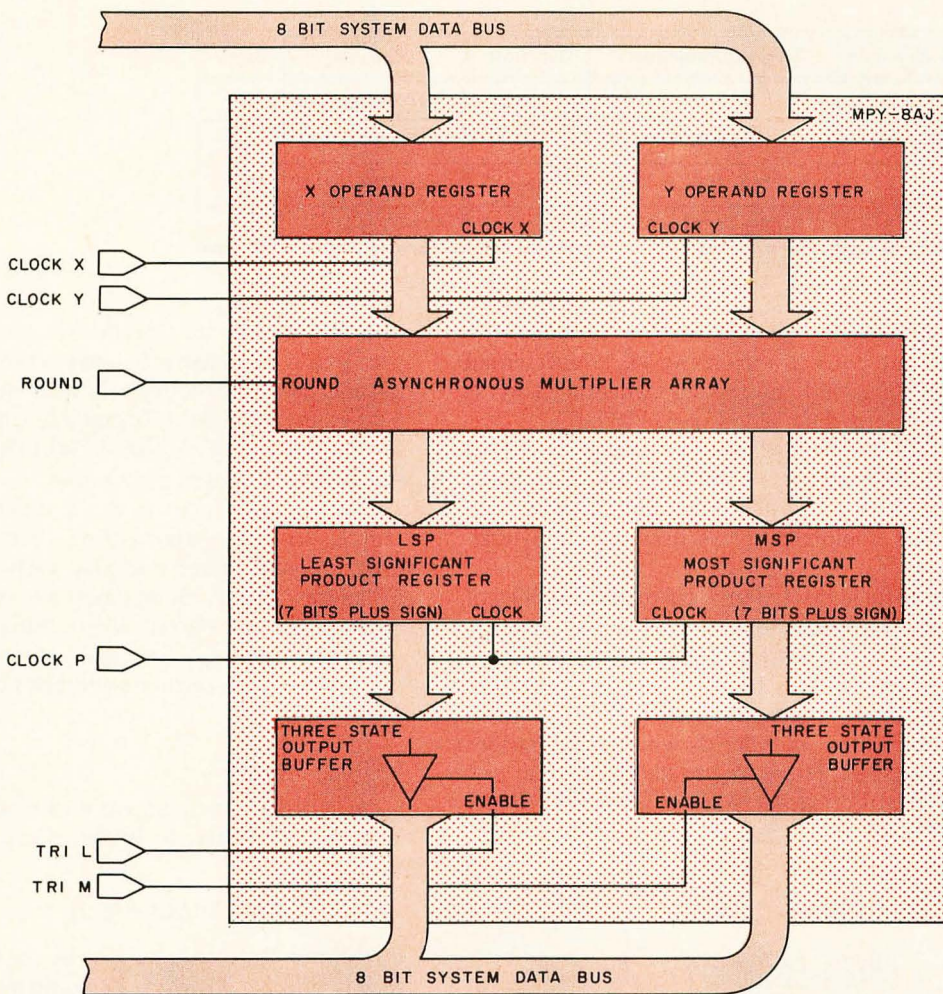 8 BIT SYSTEM DATA BUS
MPY-8AJ
X OPERAND REGISTER
CLOCK X
Y OPERAND REGISTER
CLOCK Y
CLOCK X
CLOCK Y
ROUND
ROUND ASYNCHRONOUS MULTIPLIER ARRAY
LSP
LEAST SIGNIFICANT
PRODUCT REGISTER
(7 BITS PLUS SIGN) CLOCK
MSP
MOST SIGNIFICANT
PRODUCT REGISTER
CLOCK (7 BITS PLUS SIGN)
CLOCK P
THREE STATE
OUTPUT
BUFFER
ENABLE
THREE STATE
OUTPUT
BUFFER
ENABLE
TRI L
TRI M
8 BIT SYSTEM DATA BUS